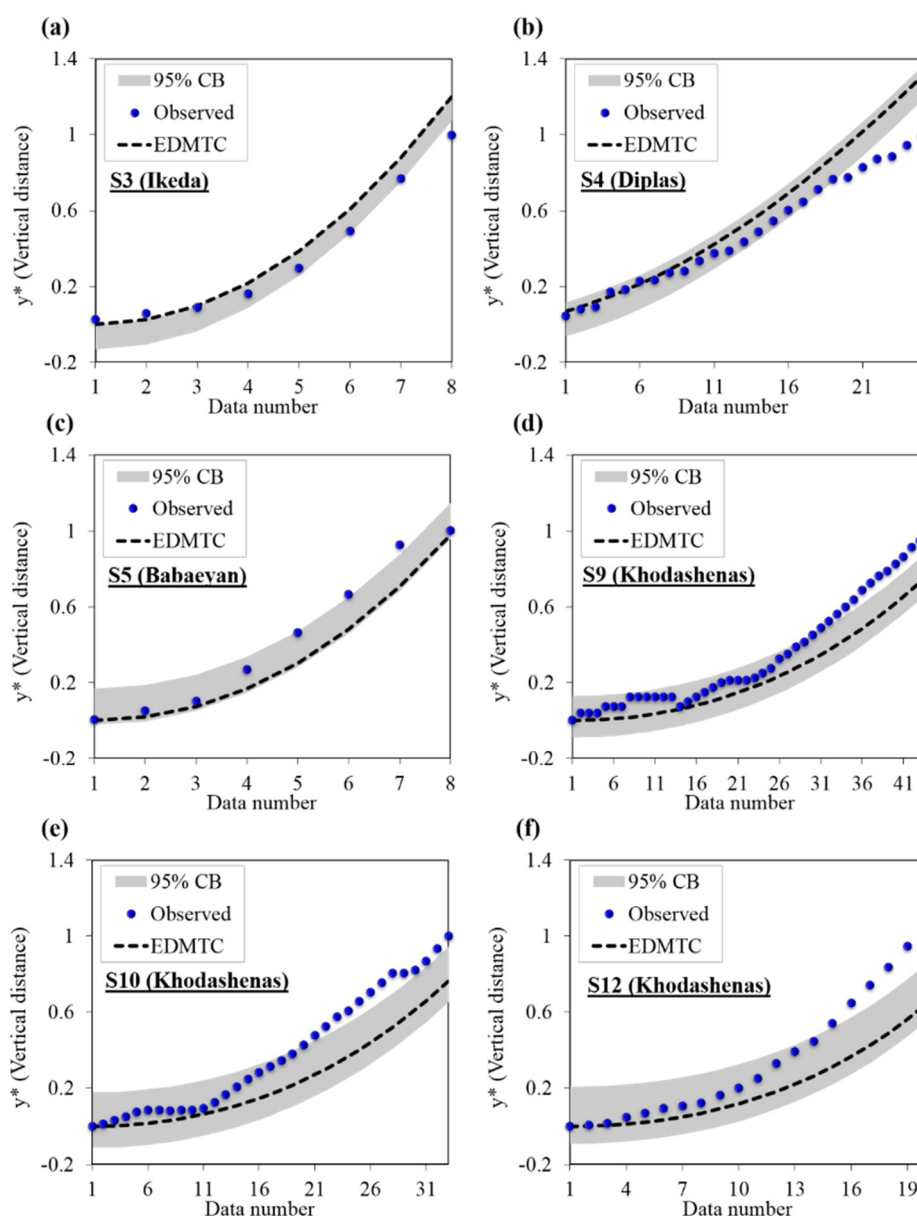 (a)
1.4
95% CB
Observed
EDMTC
S3 (Ikeda)
1
0.6
0.2
-0.2
y* (Vertical distance)
1 2 3 4 5 6 7 8
Data number
(b)
1.4
95% CB
Observed
EDMTC
S4 (Diplas)
1
0.6
0.2
-0.2
y* (Vertical distance)
1 6 11 16 21
Data number
(c)
1.4
95% CB
Observed
EDMTC
S5 (Babaeyan)
1
0.6
0.2
-0.2
y* (Vertical distance)
1 2 3 4 5 6 7 8
Data number
(d)
1.4
95% CB
Observed
EDMTC
S9 (Khodashenas)
1
0.6
0.2
-0.2
y* (Vertical distance)
1 6 11 16 21 26 31 36 41
Data number
(e)
1.4
95% CB
Observed
EDMTC
S10 (Khodashenas)
1
0.6
0.2
-0.2
y* (Vertical distance)
1 6 11 16 21 26 31
Data number
(f)
1.4
95% CB
Observed
EDMTC
S12 (Khodashenas)
1
0.6
0.2
-0.2
y* (Vertical distance)
1 4 7 10 13 16 19
Data number